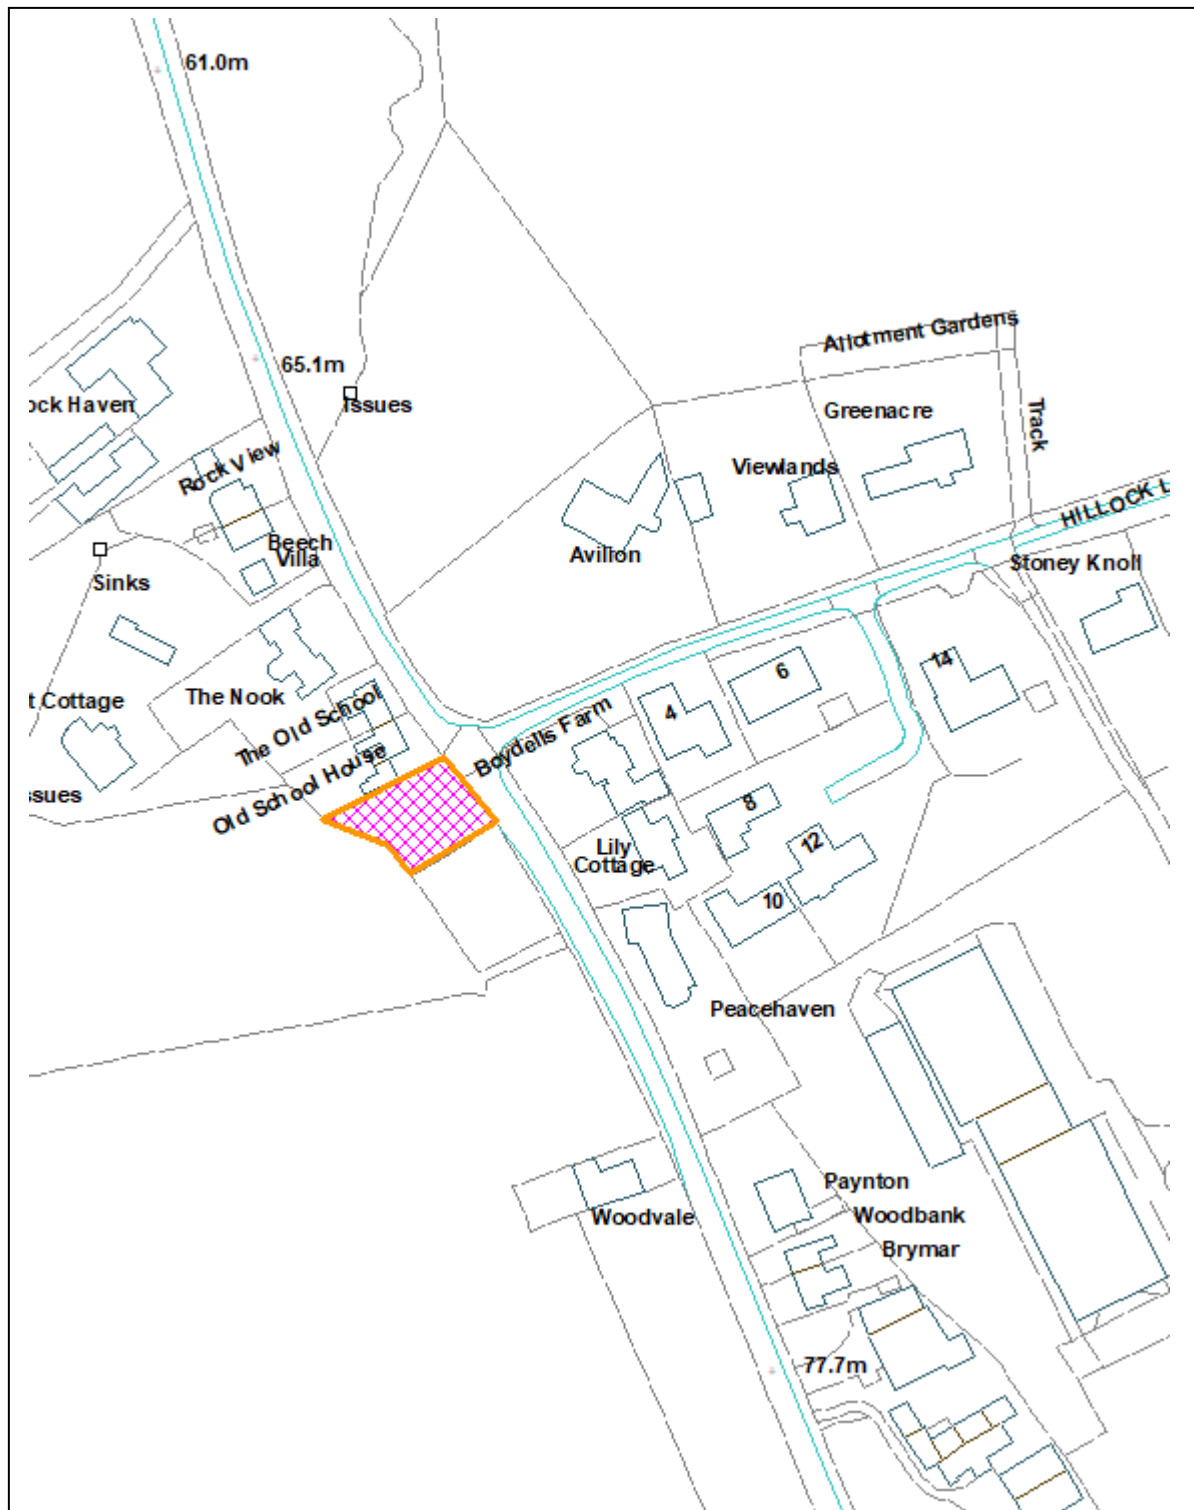 61.0m
65.1m
Issues
ock Haven
Rock View
Beech
Villa
Sinks
Allotment Gardens
Greenacre
Track
Viewlands
HILLOCK L
Avilion
Stoney Knoll
t Cottage
The Nook
The Old School
Old School House
Boydells Farm
4
6
14
ssues
8
Lily
Cottage
12
10
Peacehaven
Paynton
Woodbank
Woodvale
Brymar
77.7m